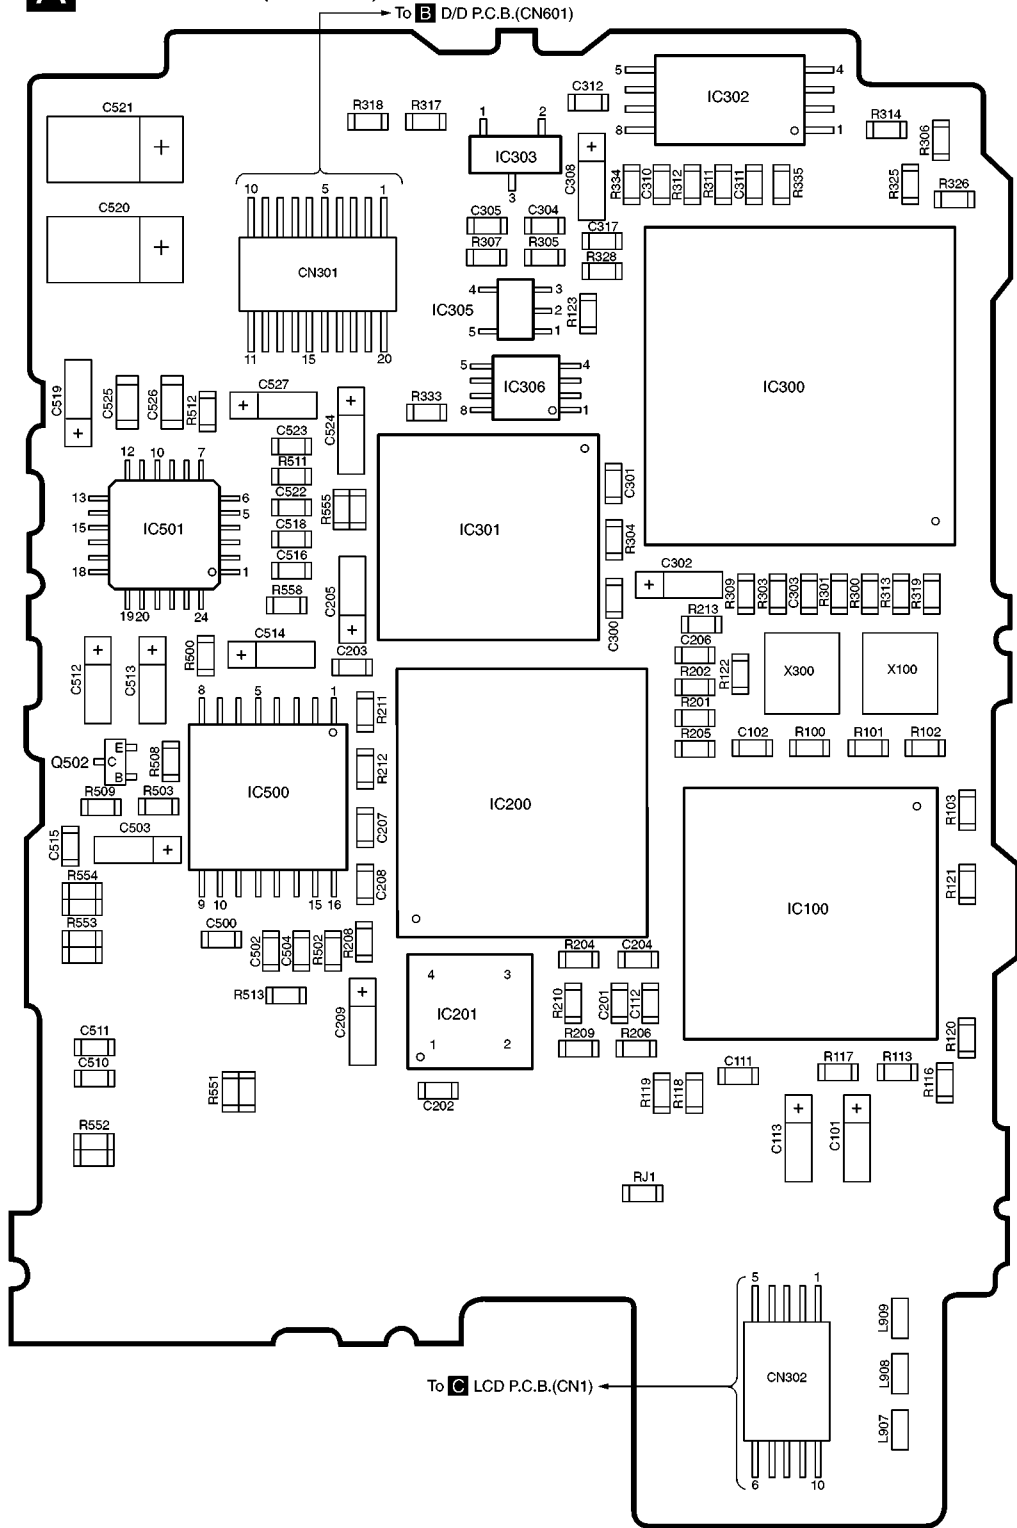 A
To B D/D P.C.B.(CN601)
C521
R318
R317
C312
5
4
IC302
8
1
R314
R306
1
2
IC303
3
C308
R334
C310
R312
R311
C311
R335
R325
R326
C520
10
5
1
CN301
11
15
20
C305
C304
R307
R305
C317
R328
IC305
4
3
2
5
1
R123
IC300
5
4
IC306
8
1
C519
C525
C526
R512
C527
C524
R333
C523
R511
C522
C518
C516
R558
R555
C205
12
10
7
13
6
5
15
IC501
18
1
19
20
24
IC301
C301
R304
C300
C302
R309
R303
C303
R301
R300
R313
R319
R213
C206
R202
R201
R205
R122
X300
X100
C102
R100
R101
R102
C512
C513
R500
C514
C203
8
5
1
R211
R212
C207
C208
IC500
9
10
15
16
Q502
E
C
B
R508
R509
R503
C503
C515
R554
R553
IC200
IC100
R103
R121
R120
C500
C502
C504
R502
R208
R513
C209
R204
C204
R210
C201
C112
R209
R206
4
3
IC201
1
2
C202
C511
C510
R551
R552
R119
R118
C111
R117
R113
R116
C113
C101
RJ1
5
1
CN302
6
10
L909
L908
L907
To C LCD P.C.B.(CN1)